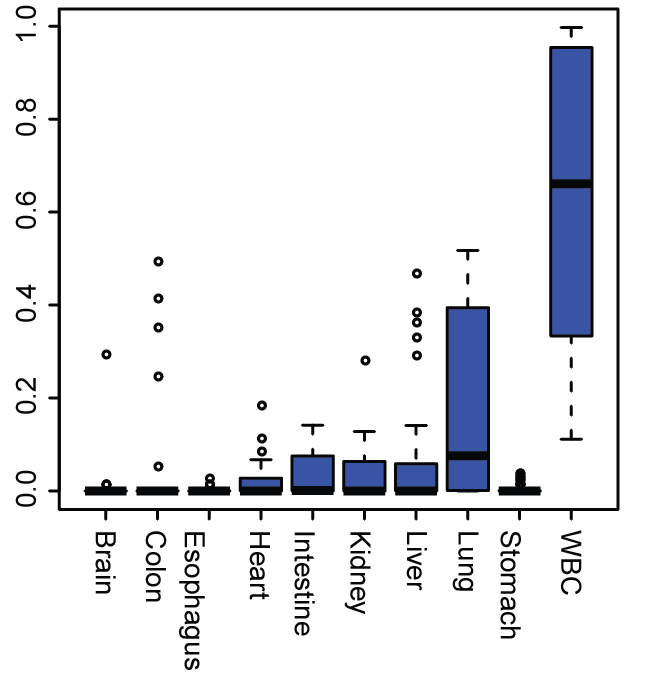 1.0
0.8
0.6
0.4
0.2
0.0
Brain
Colon
Esophagus
Heart
Intestine
Kidney
Liver
Lung
Stomach
WBC